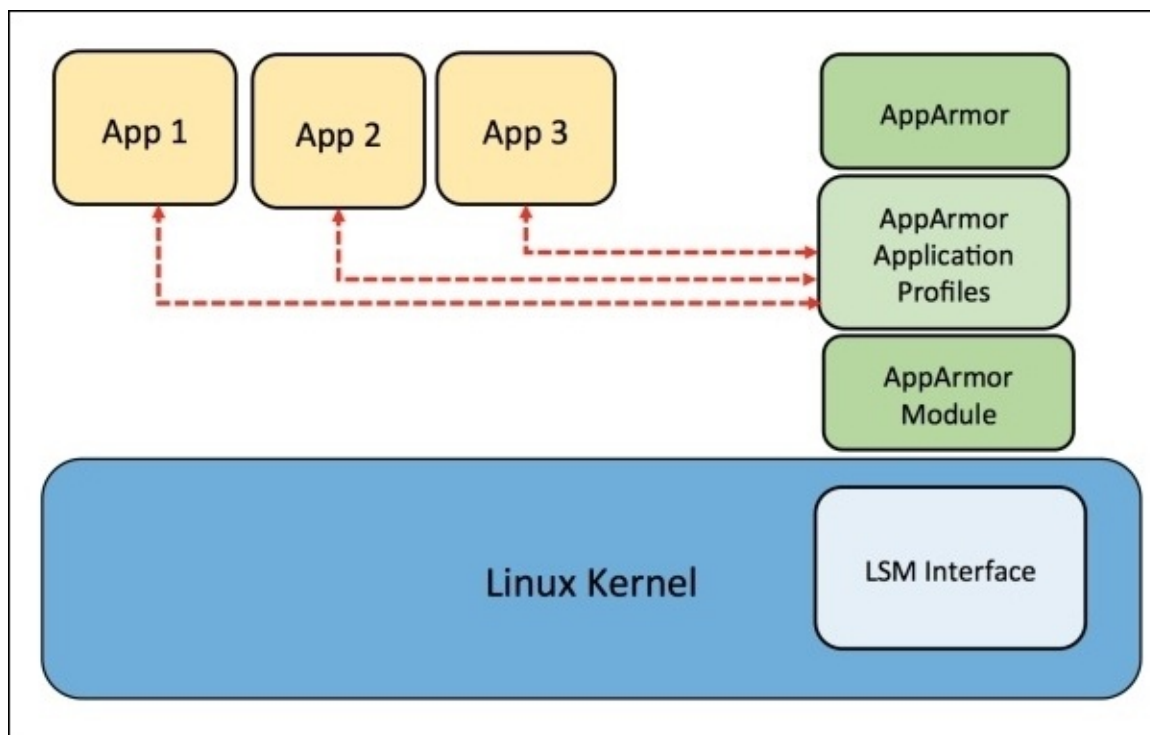 App 1
App 2
App 3
AppArmor
AppArmor
Application
Profiles
AppArmor
Module
Linux Kernel
LSM Interface